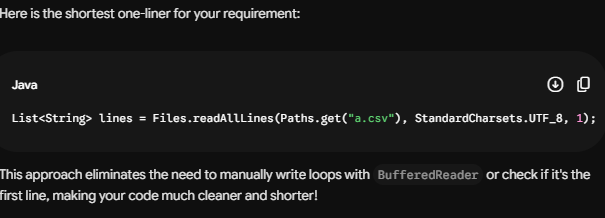 Here is the shortest one-liner for your requirement:
Java
List<String> lines = Files.readAllLines(Paths.get("a.csv"), StandardCharsets.UTF_8, 1);
This approach eliminates the need to manually write loops with BufferedReader or check if it's the
first line, making your code much cleaner and shorter!